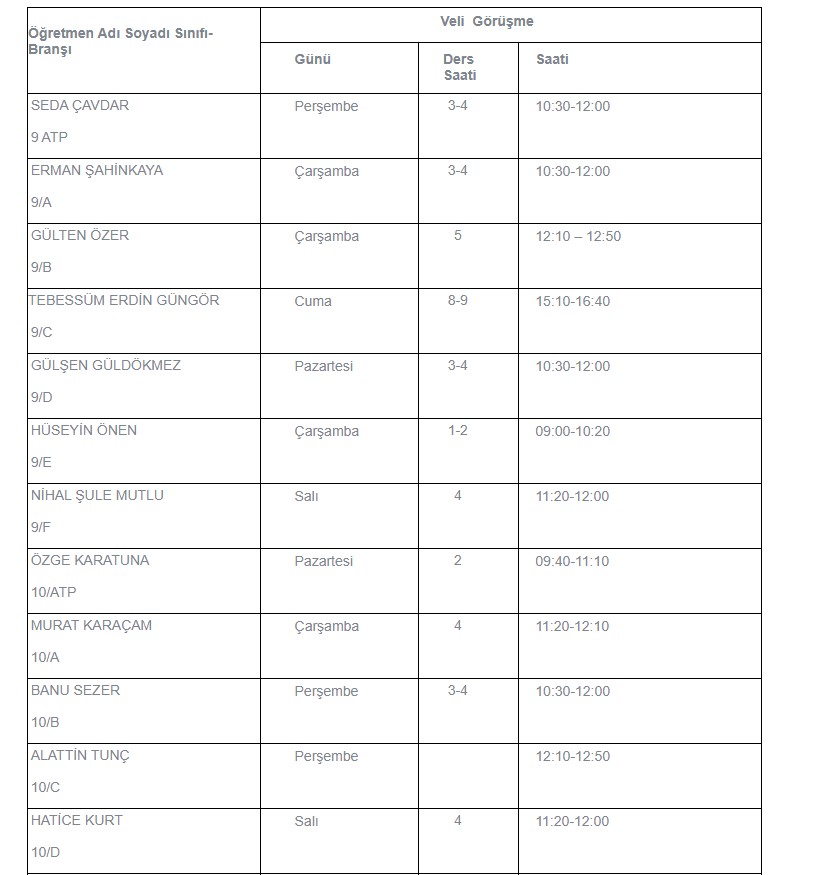 Veli Görüşme
Öğretmen Adı Soyadı Sınıfı-
Branşı
Günü
Ders
Saati
Saati
SEDA ÇAVDAR
9 ATP
Perşembe
3-4
10:30-12:00
ERMAN ŞAHİNKAYA
9/A
Çarşamba
3-4
10:30-12:00
GÜLTEN ÖZER
9/B
Çarşamba
5
12:10 – 12:50
TEBESSÜM ERDİN GÜNGÖR
9/C
Cuma
8-9
15:10-16:40
GÜLŞEN GÜLDÖKMEZ
9/D
Pazartesi
3-4
10:30-12:00
HÜSEYİN ÖNEN
9/E
Çarşamba
1-2
09:00-10:20
NİHAL ŞULE MUTLU
9/F
Salı
4
11:20-12:00
ÖZGE KARATUNA
10/ATP
Pazartesi
2
09:40-11:10
MURAT KARAÇAM
10/A
Çarşamba
4
11:20-12:10
BANU SEZER
10/B
Perşembe
3-4
10:30-12:00
ALATTİN TUNÇ
10/C
Perşembe
12:10-12:50
HATİCE KURT
10/D
Salı
4
11:20-12:00